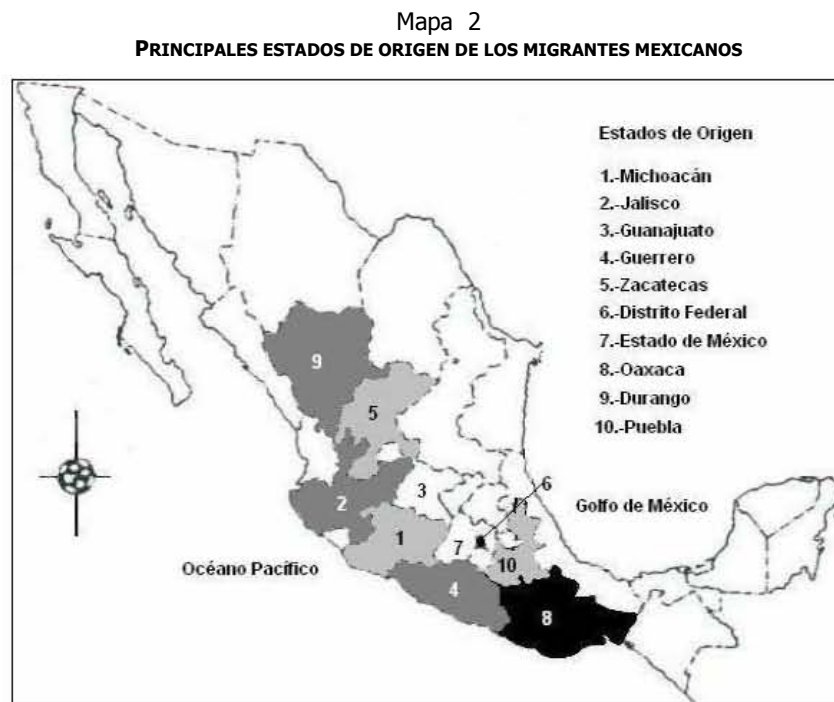 Mapa 2
PRINCIPALES ESTADOS DE ORIGEN DE LOS MIGRANTES MEXICANOS
Estados de Origen
1.-Michoacán
2.-Jalisco
3.-Guanajuato
4.-Guerrero
5.-Zacatecas
6.-Distrito Federal
7.-Estado de México
8.-Oaxaca
9.-Durango
10.-Puebla
9
5
3
6
2
Golfo de México
1
7
10
Océano Pacífico
4
8